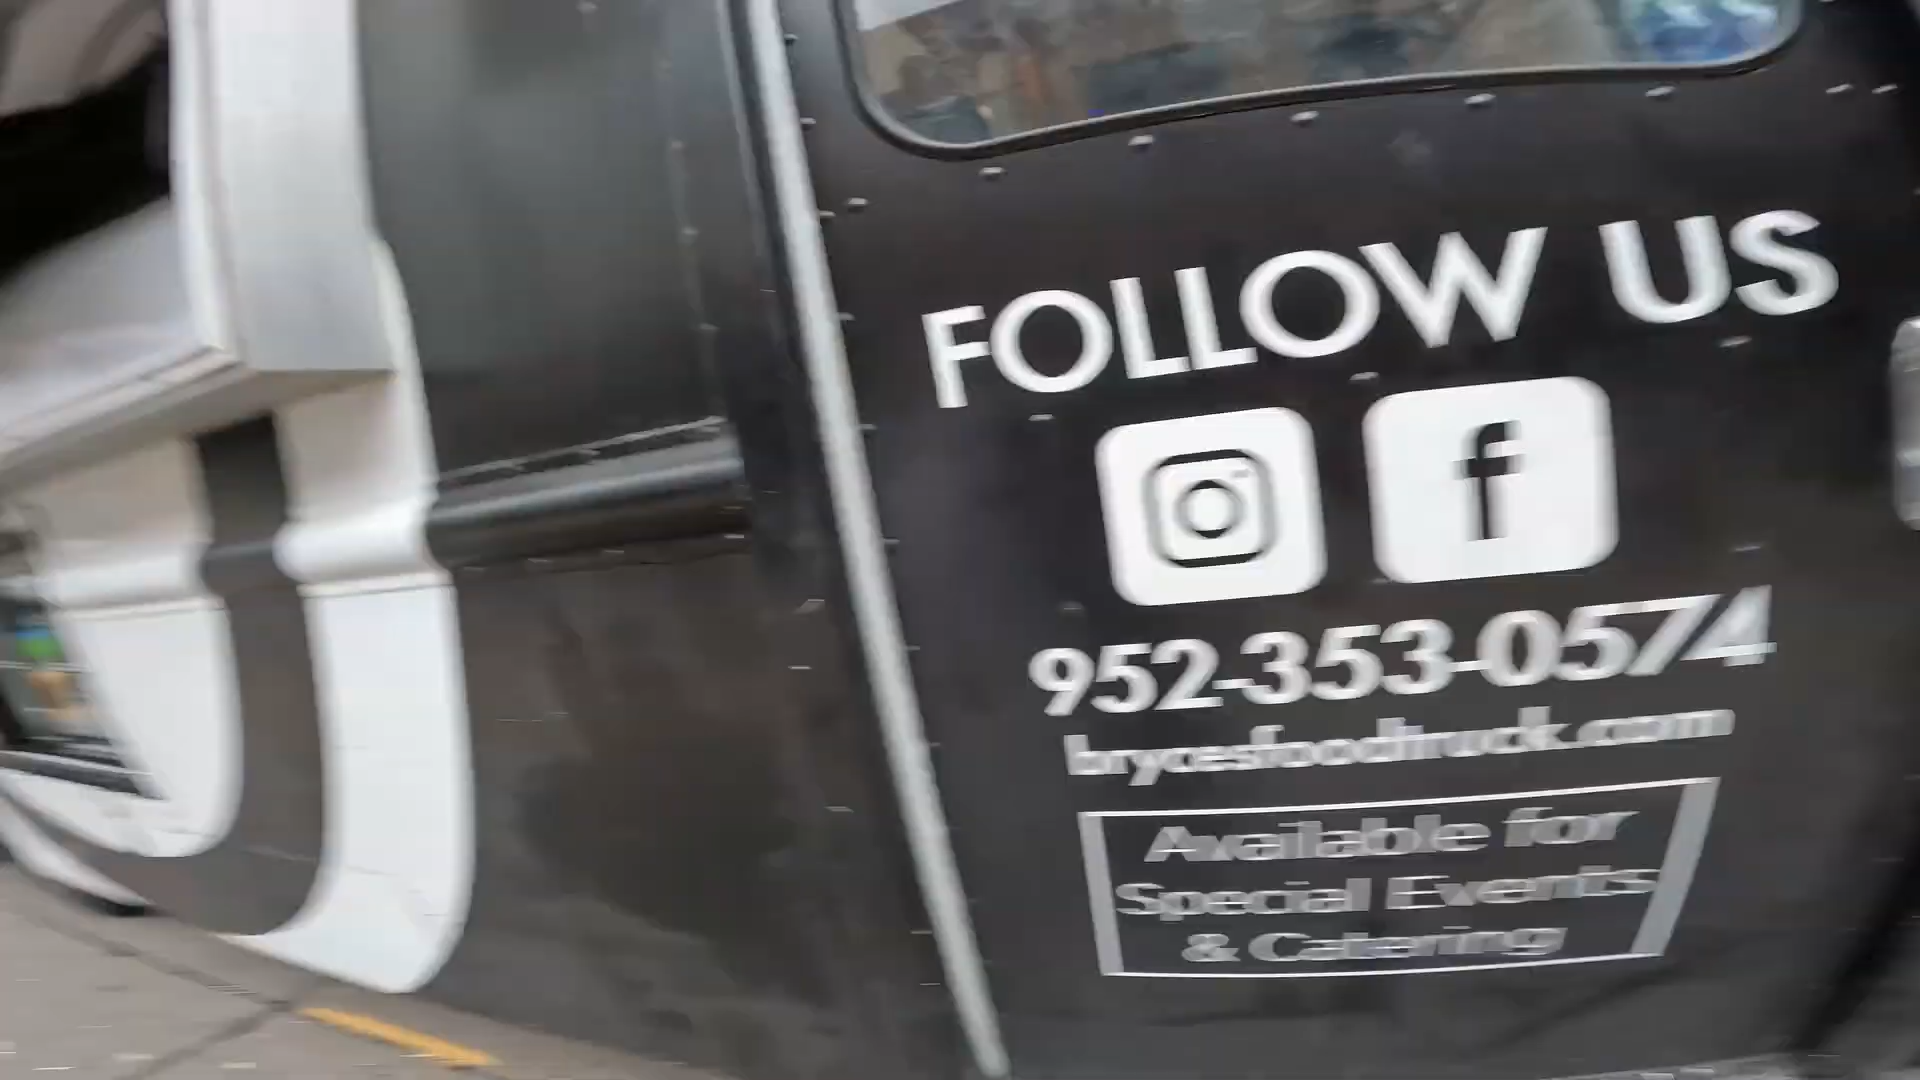 FOLLOW US
952-353-0574
brycesfoodtruck.com
Available for
Special Events
& Catering